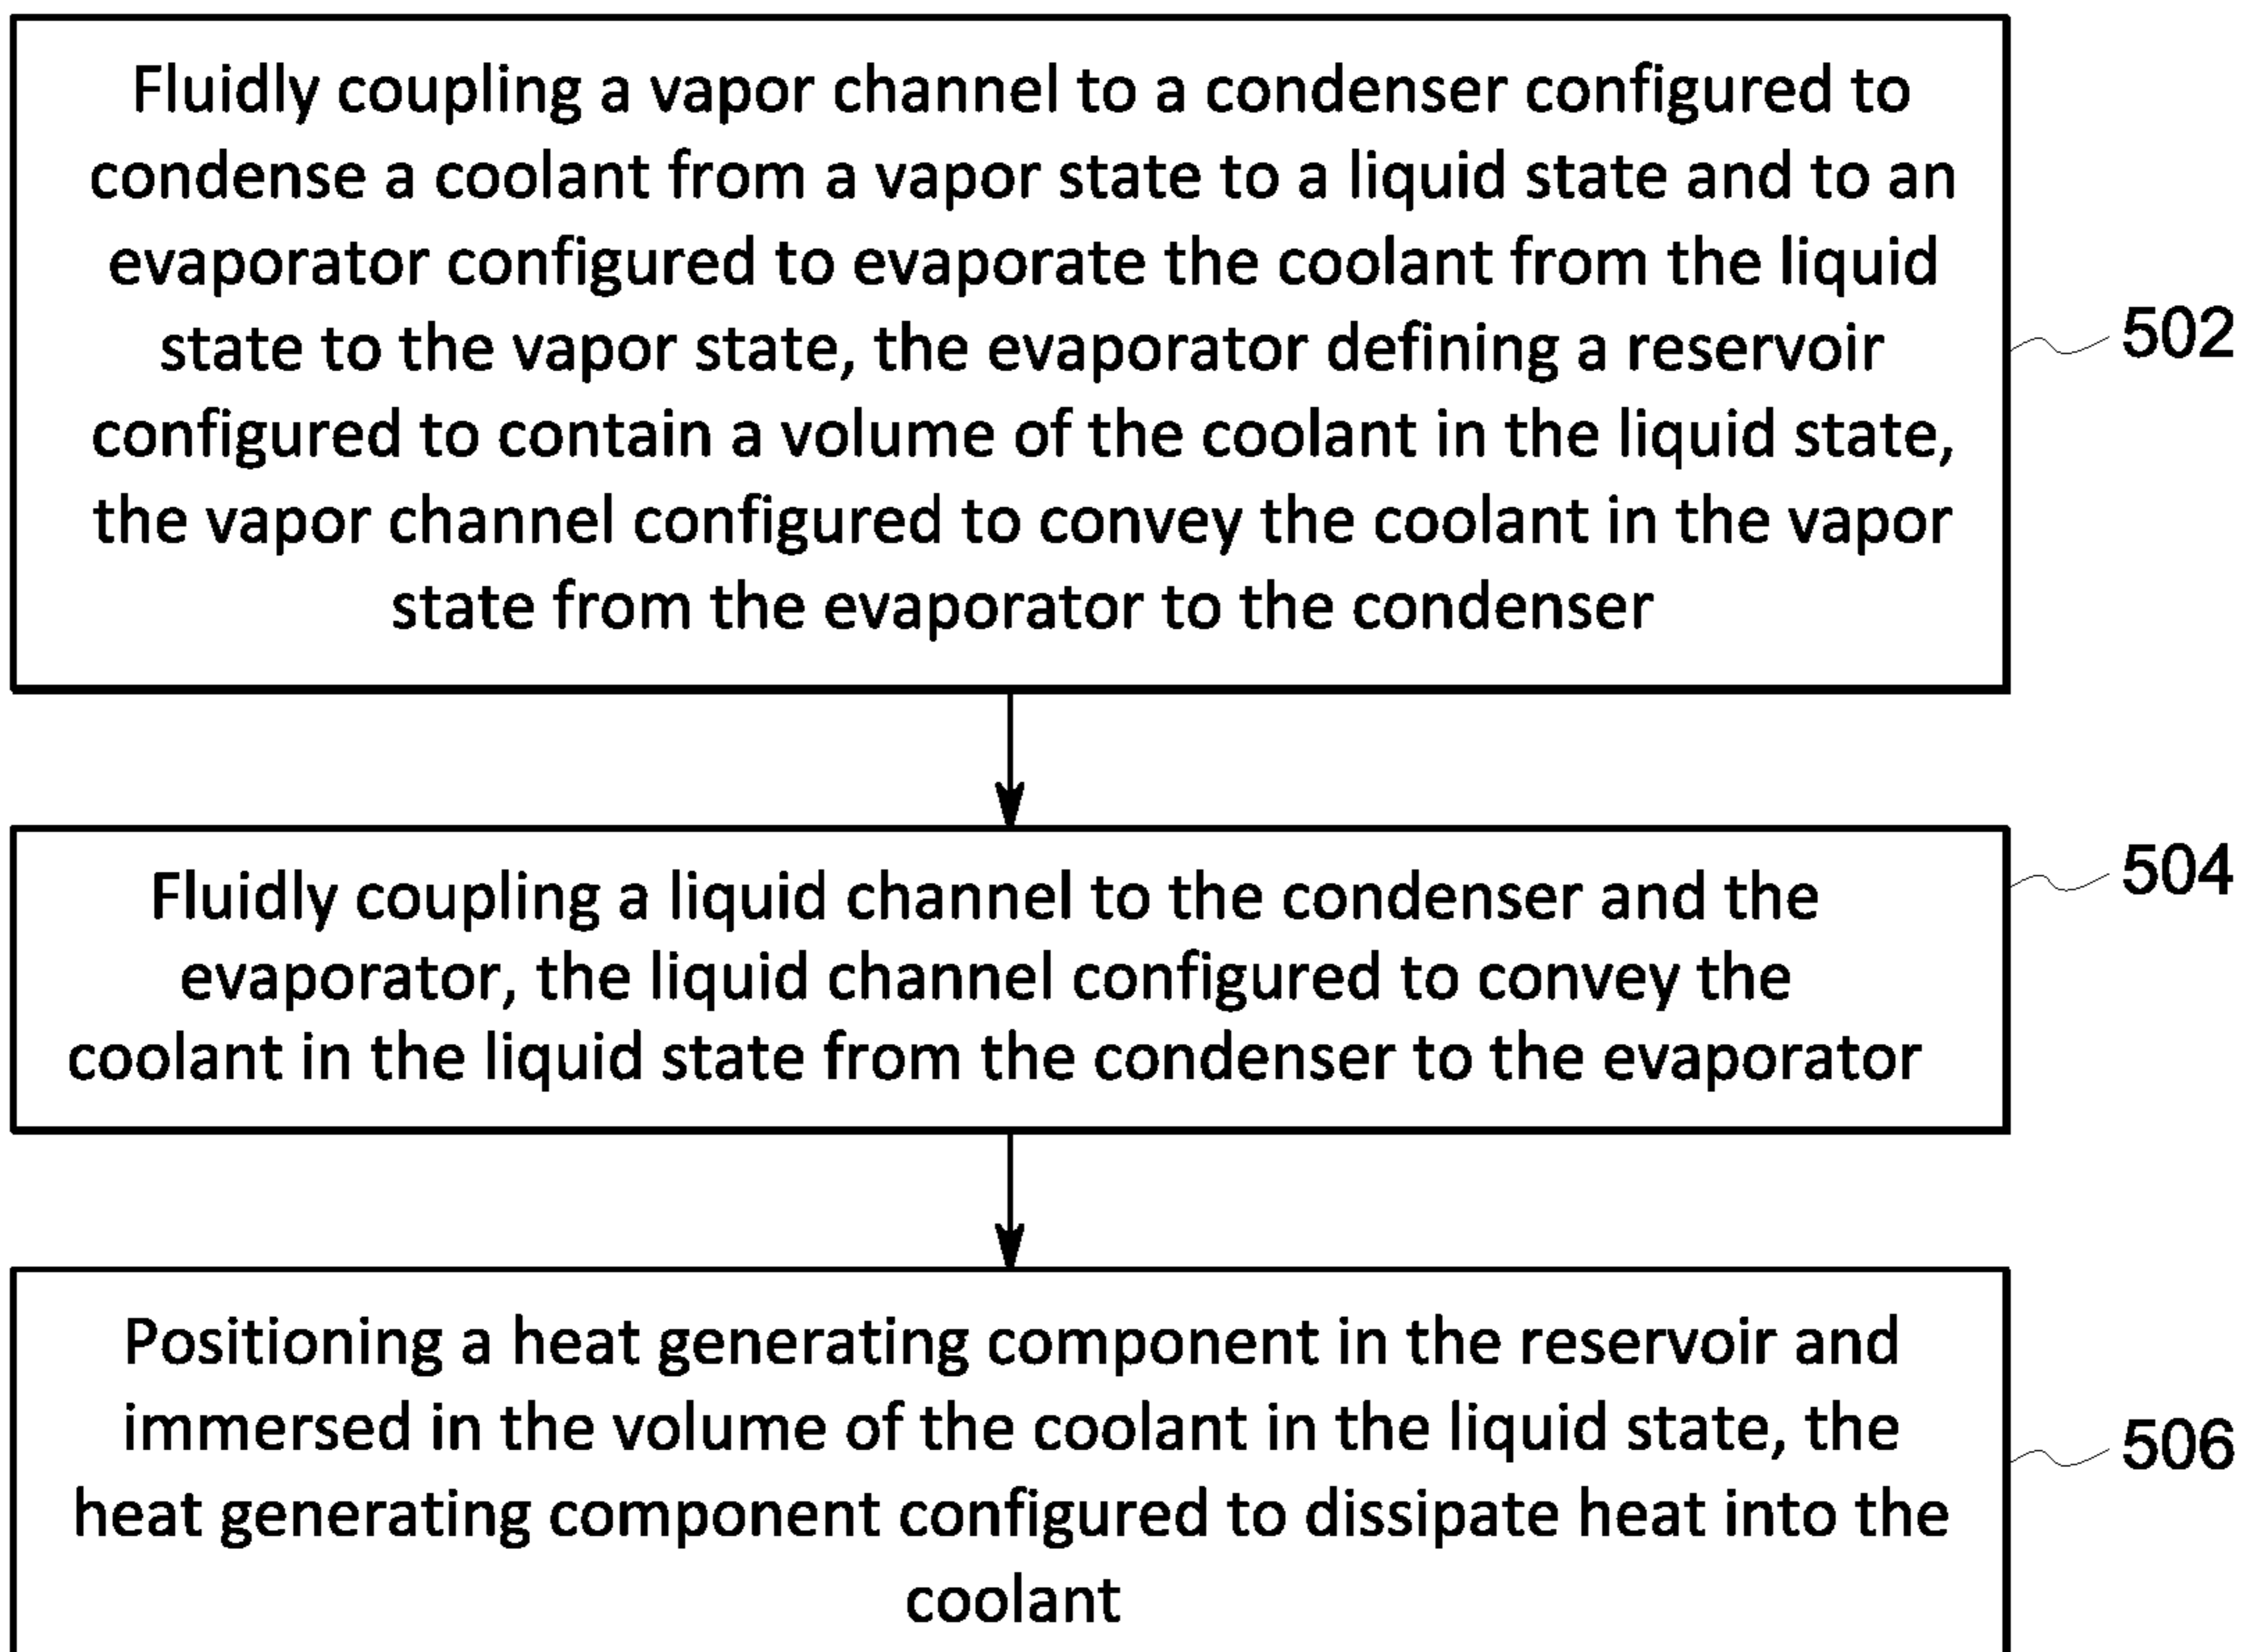 Fluidly coupling a vapor channel to a condenser configured to
condense a coolant from a vapor state to a liquid state and to an
evaporator configured to evaporate the coolant from the liquid
state to the vapor state, the evaporator defining a reservoir
configured to contain a volume of the coolant in the liquid state,
the vapor channel configured to convey the coolant in the vapor
state from the evaporator to the condenser
502
Fluidly coupling a liquid channel to the condenser and the
evaporator, the liquid channel configured to convey the
coolant in the liquid state from the condenser to the evaporator
504
Positioning a heat generating component in the reservoir and
immersed in the volume of the coolant in the liquid state, the
heat generating component configured to dissipate heat into the
coolant
506